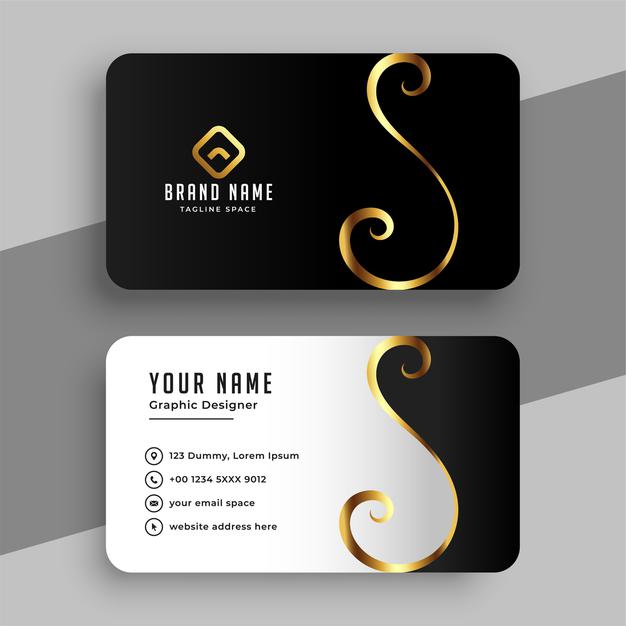 BRAND NAME
TAGLINE SPACE
YOUR NAME
Graphic Designer
123 Dummy, Lorem Ipsum
+00 1234 5XXX 9012
your email space
website address here